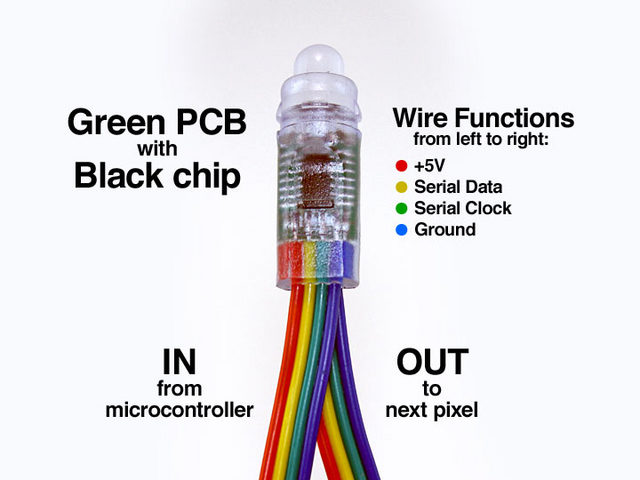 Green PCB
with
Black chip
Wire Functions
from left to right:
+5V
Serial Data
Serial Clock
Ground
IN
from
microcontroller
OUT
to
next pixel